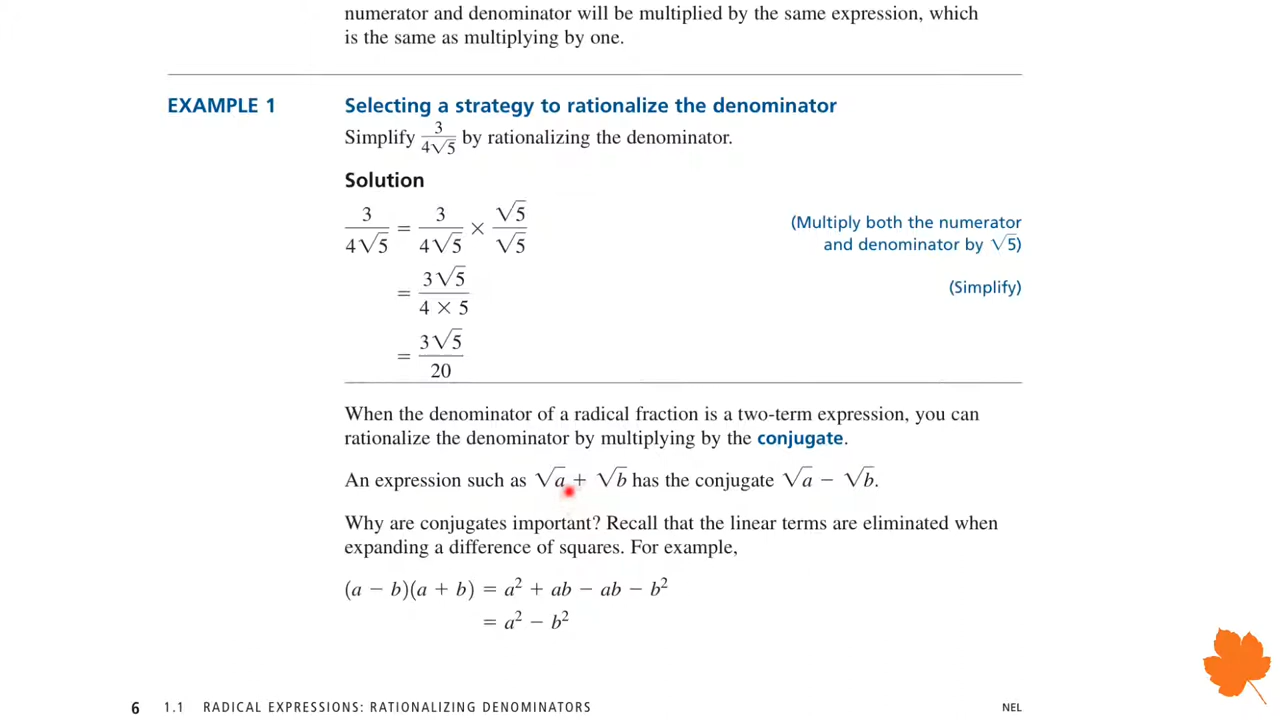 numerator and denominator will be multiplied by the same expression, which
is the same as multiplying by one.
EXAMPLE 1 Selecting a strategy to rationalize the denominator
Simplify 3/(4√5) by rationalizing the denominator.
Solution
3/(4√5) = 3/(4√5) × √5/√5 (Multiply both the numerator
and denominator by √5)
= 3√5/(4 × 5) (Simplify)
= 3√5/20
When the denominator of a radical fraction is a two-term expression, you can
rationalize the denominator by multiplying by the conjugate.
An expression such as √a + √b has the conjugate √a − √b.
Why are conjugates important? Recall that the linear terms are eliminated when
expanding a difference of squares. For example,
(a − b)(a + b) = a² + ab − ab − b²
= a² − b²
6 1.1 RADICAL EXPRESSIONS: RATIONALIZING DENOMINATORS NEL